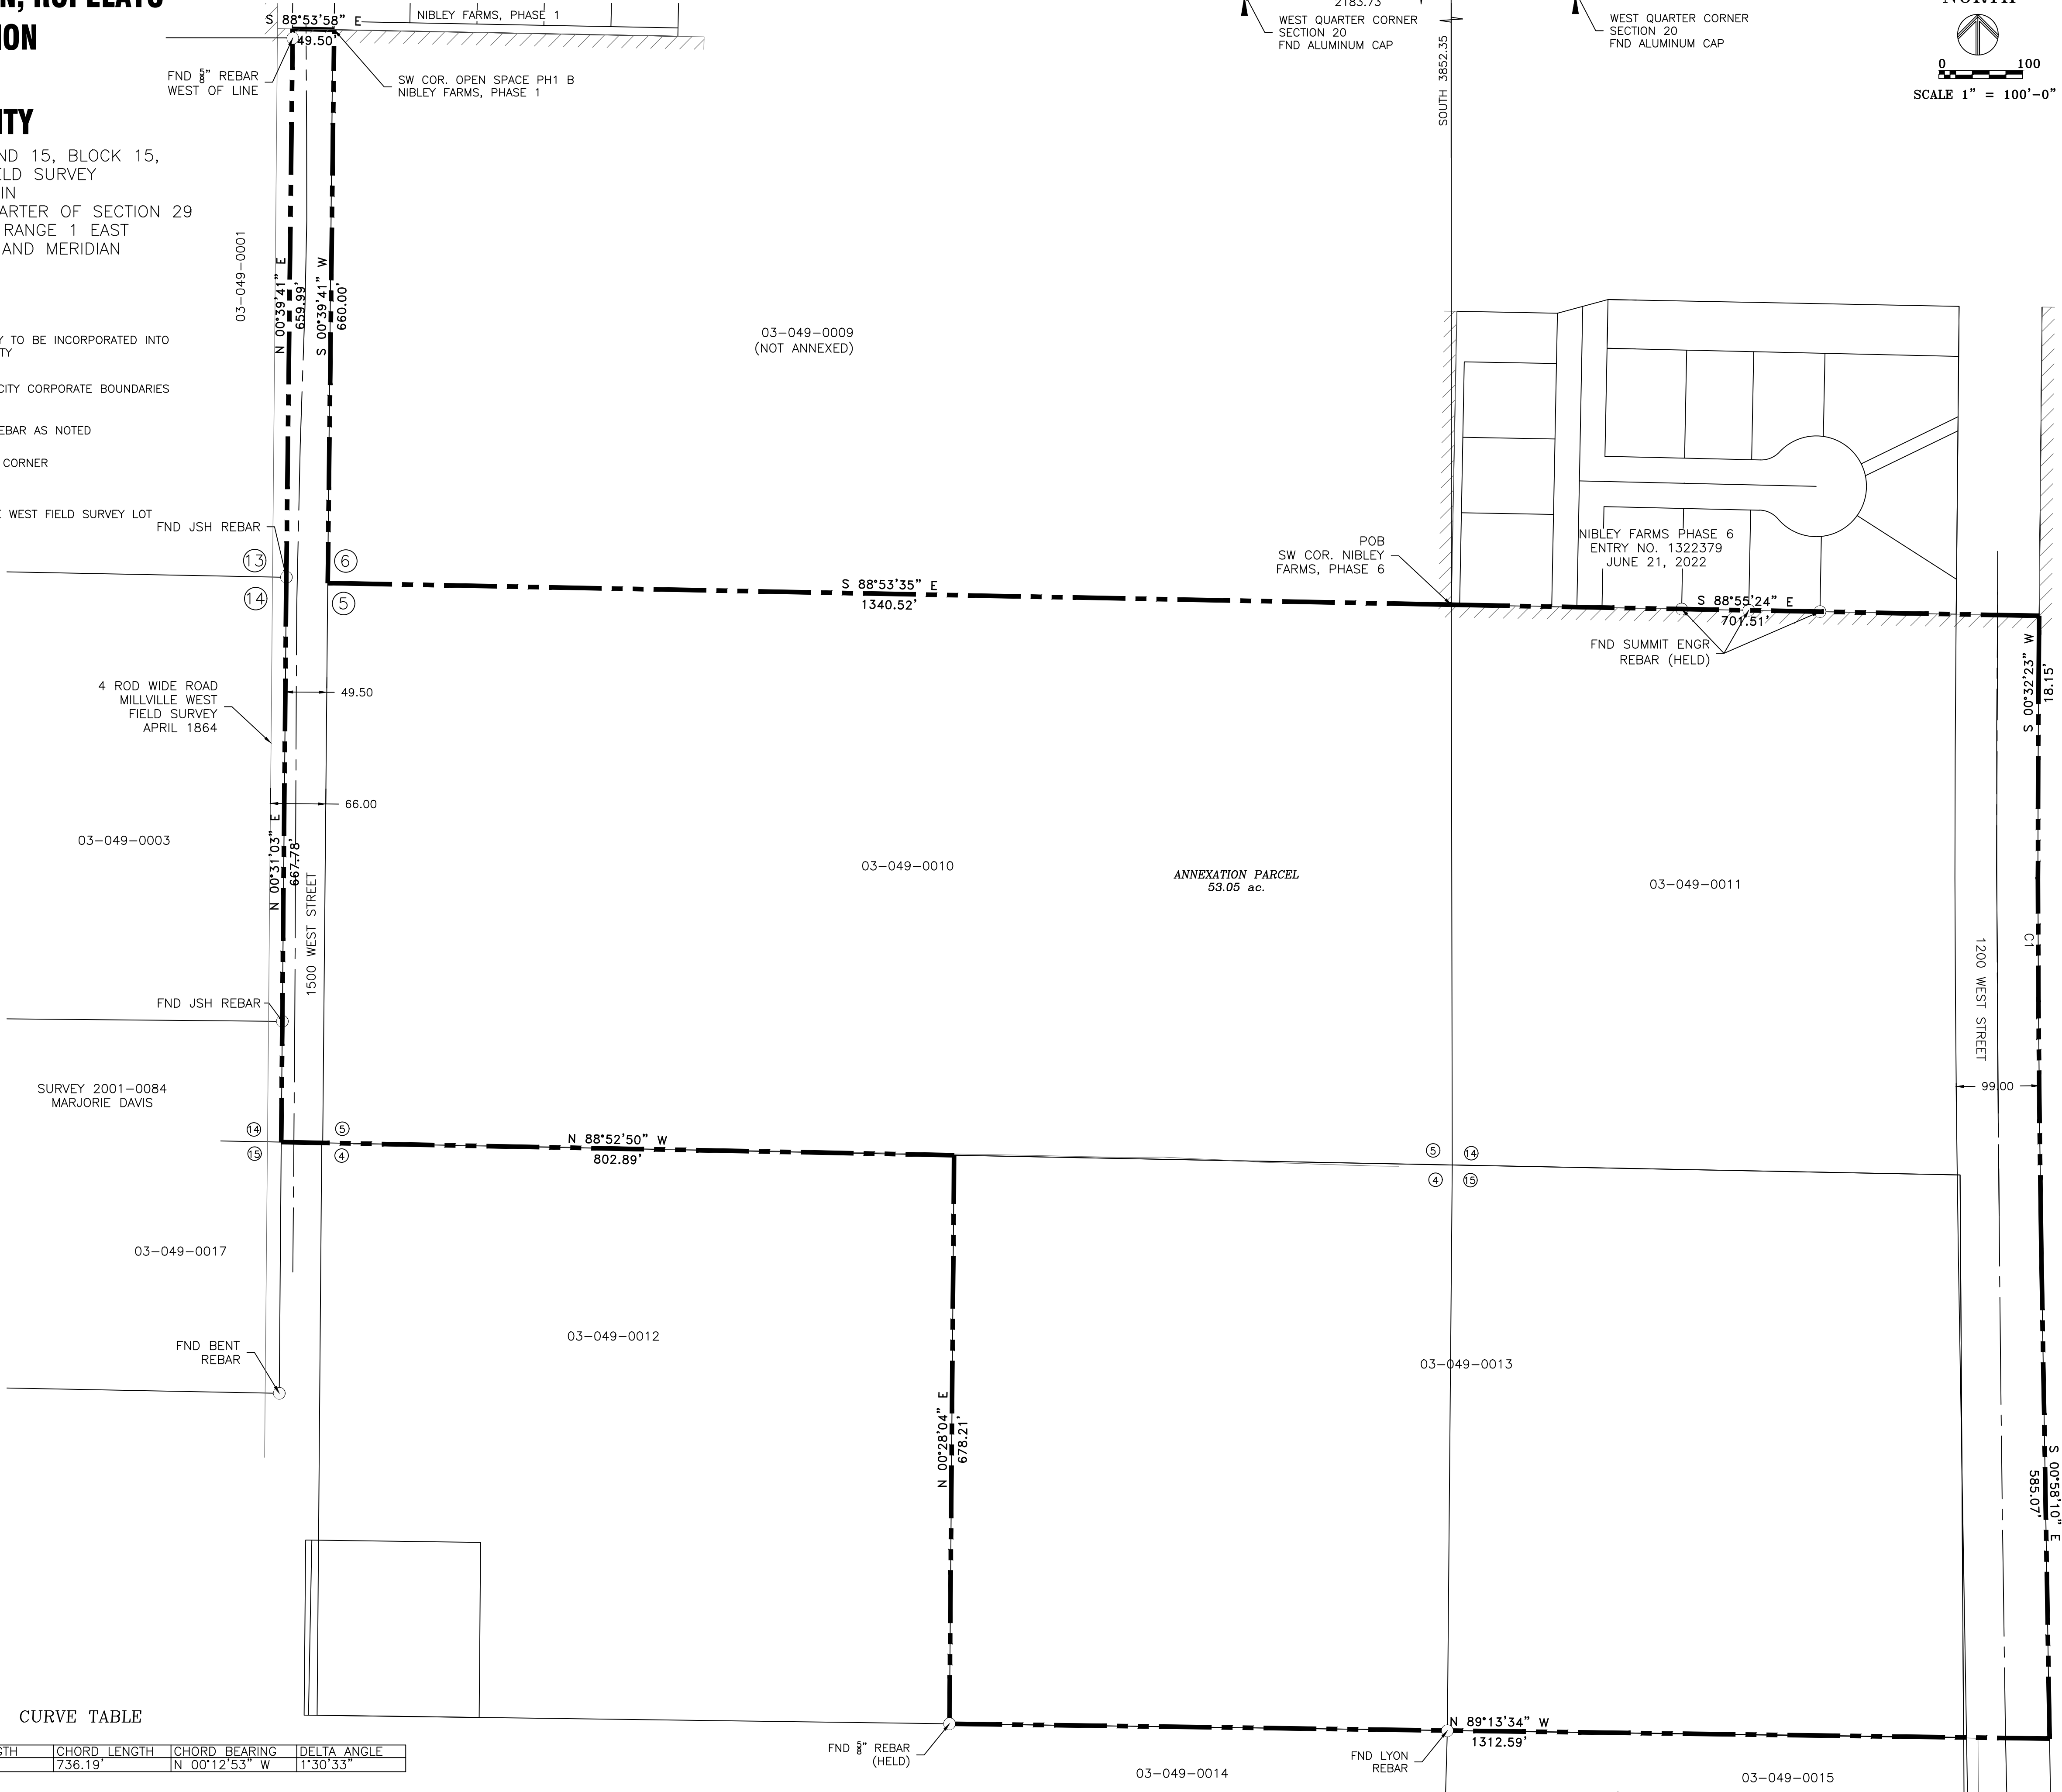 ION
ITY
ND 15, BLOCK 15,
ELD SURVEY
IN
ARTER OF SECTION 29
RANGE 1 EAST
AND MERIDIAN
Y TO BE INCORPORATED INTO
TY
CITY CORPORATE BOUNDARIES
EBAR AS NOTED
CORNER
E WEST FIELD SURVEY LOT
S 88°53'58" E
49.50'
NIBLEY FARMS, PHASE 1
FND 5/8" REBAR
WEST OF LINE
SW COR. OPEN SPACE PH1 B
NIBLEY FARMS, PHASE 1
2183.73
WEST QUARTER CORNER
SECTION 20
FND ALUMINUM CAP
SOUTH 3852.35
WEST QUARTER CORNER
SECTION 20
FND ALUMINUM CAP
NORTH
0 100
SCALE 1" = 100'-0"
03-049-0001
N 00°39'41" E
659.99'
S 00°39'41" W
660.00'
03-049-0009
(NOT ANNEXED)
FND JSH REBAR
13
6
14
5
S 88°53'35" E
1340.52'
POB
SW COR. NIBLEY
FARMS, PHASE 6
NIBLEY FARMS PHASE 6
ENTRY NO. 1322379
JUNE 21, 2022
S 88°55'24" E
701.51'
FND SUMMIT ENGR
REBAR (HELD)
S 00°32'23" W
18.15'
4 ROD WIDE ROAD
MILLVILLE WEST
FIELD SURVEY
APRIL 1864
49.50
66.00
03-049-0003
N 00°31'03" E
667.78'
1500 WEST STREET
03-049-0010
ANNEXATION PARCEL
53.05 ac.
03-049-0011
C1
1200 WEST STREET
99.00
FND JSH REBAR
SURVEY 2001-0084
MARJORIE DAVIS
14
5
15
4
N 88°52'50" W
802.89'
5
14
4
15
03-049-0017
FND BENT
REBAR
03-049-0012
N 00°28'04" E
678.21'
03-049-0013
S 00°58'10" E
585.07'
FND 5/8" REBAR
(HELD)
N 89°13'34" W
1312.59'
FND LYON
REBAR
03-049-0014
03-049-0015
CURVE TABLE
GTH CHORD LENGTH CHORD BEARING DELTA ANGLE
736.19' N 00°12'53" W 1°30'33"